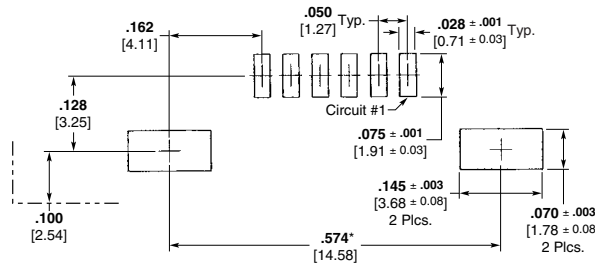 .162
[4.11]
.050 Typ.
[1.27]
.028 ± .001 Typ.
[0.71 ± 0.03]
.128
[3.25]
Circuit #1
.075 ± .001
[1.91 ± 0.03]
.100
[2.54]
.145 ± .003
[3.68 ± 0.08]
2 Plcs.
.070 ± .003
[1.78 ± 0.08]
2 Plcs.
.574*
[14.58]